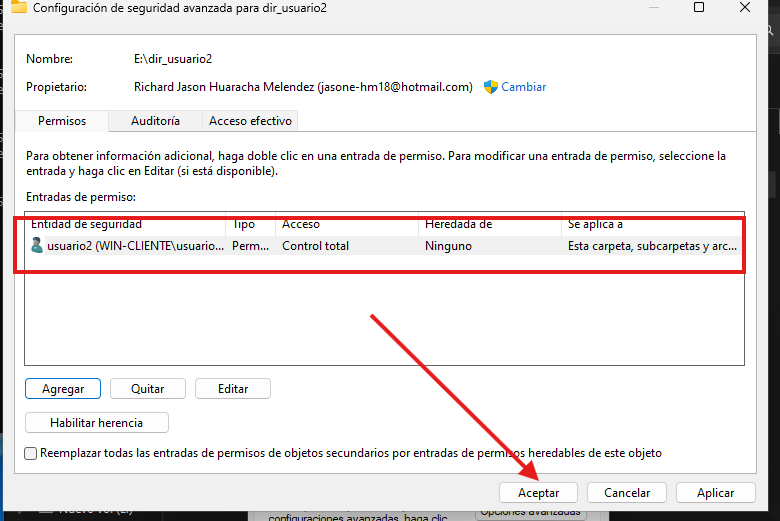 Configuración de seguridad avanzada para dir_usuario2
Nombre: E:\dir_usuario2
Propietario: Richard Jason Huaracha Melendez (jasone-hm18@hotmail.com) Cambiar
Permisos Auditoría Acceso efectivo
Para obtener información adicional, haga doble clic en una entrada de permiso. Para modificar una entrada de permiso, seleccione la
entrada y haga clic en Editar (si está disponible).
Entradas de permiso:
Entidad de seguridad Tipo Acceso Heredada de Se aplica a
usuario2 (WIN-CLIENTE\usuario... Perm... Control total Ninguno Esta carpeta, subcarpetas y arc...
Agregar Quitar Editar
Habilitar herencia
Reemplazar todas las entradas de permisos de objetos secundarios por entradas de permisos heredables de este objeto
Aceptar Cancelar Aplicar
configuraciones avanzadas, haga clic Opciones avanzadas